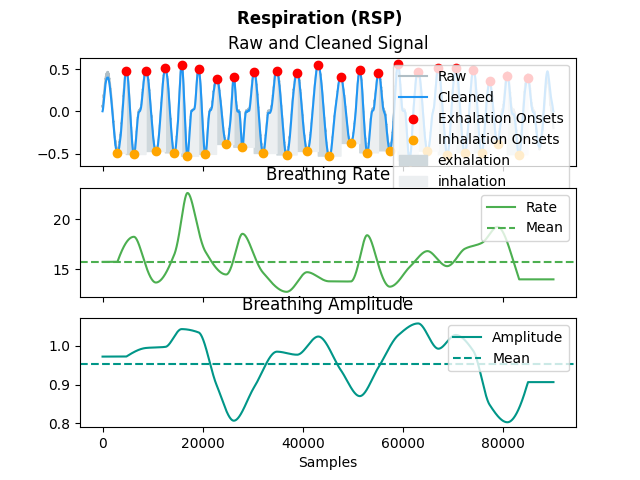 Respiration (RSP)
Raw and Cleaned Signal
0.5
0.0
−0.5
Raw
Cleaned
Exhalation Onsets
Inhalation Onsets
exhalation
inhalation
Breathing Rate
20
15
Rate
Mean
Breathing Amplitude
1.0
0.9
0.8
Amplitude
Mean
0 20000 40000 60000 80000
Samples